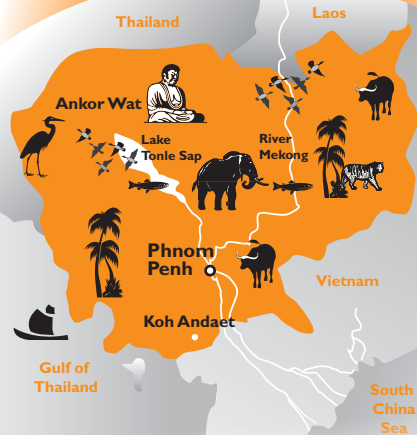 Thailand
Laos
Ankor Wat
Lake
Tonle Sap
River
Mekong
Phnom
Penh
Vietnam
Koh Andaet
Gulf of
Thailand
South
China
Sea